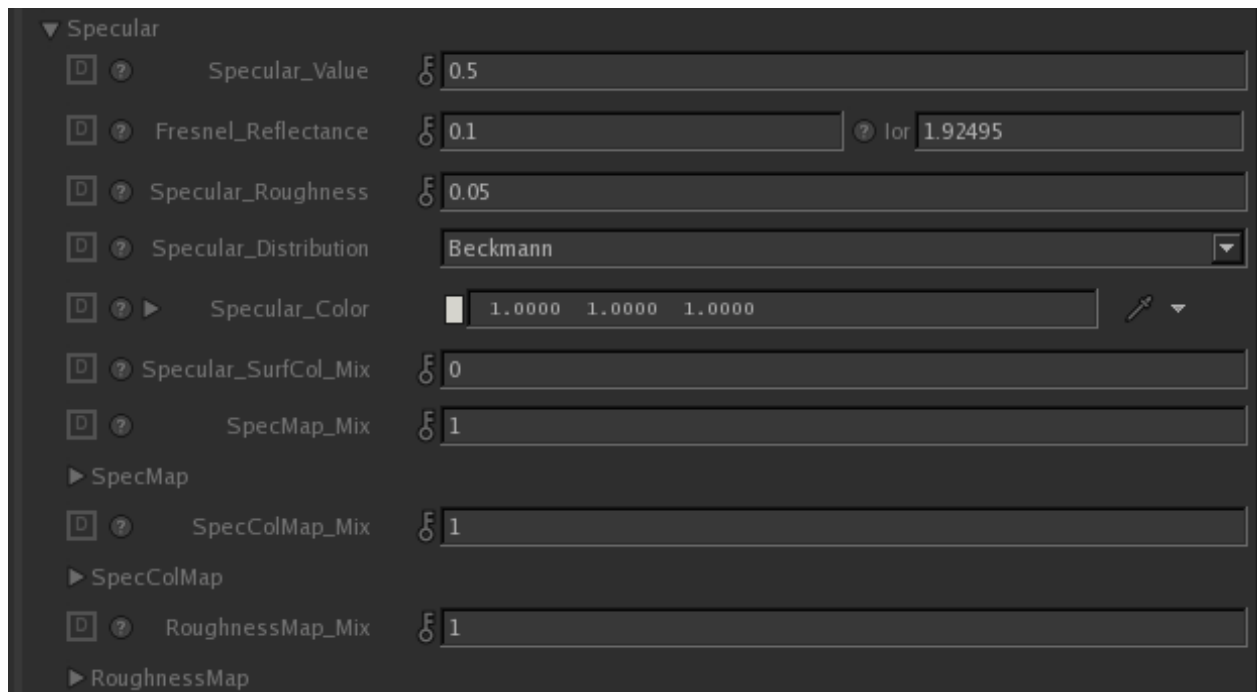 Specular
D ? Specular_Value 0.5
D ? Fresnel_Reflectance 0.1 ? Ior 1.92495
D ? Specular_Roughness 0.05
D ? Specular_Distribution Beckmann
D ? Specular_Color 1.0000 1.0000 1.0000
D ? Specular_SurfCol_Mix 0
D ? SpecMap_Mix 1
SpecMap
D ? SpecColMap_Mix 1
SpecColMap
D ? RoughnessMap_Mix 1
RoughnessMap